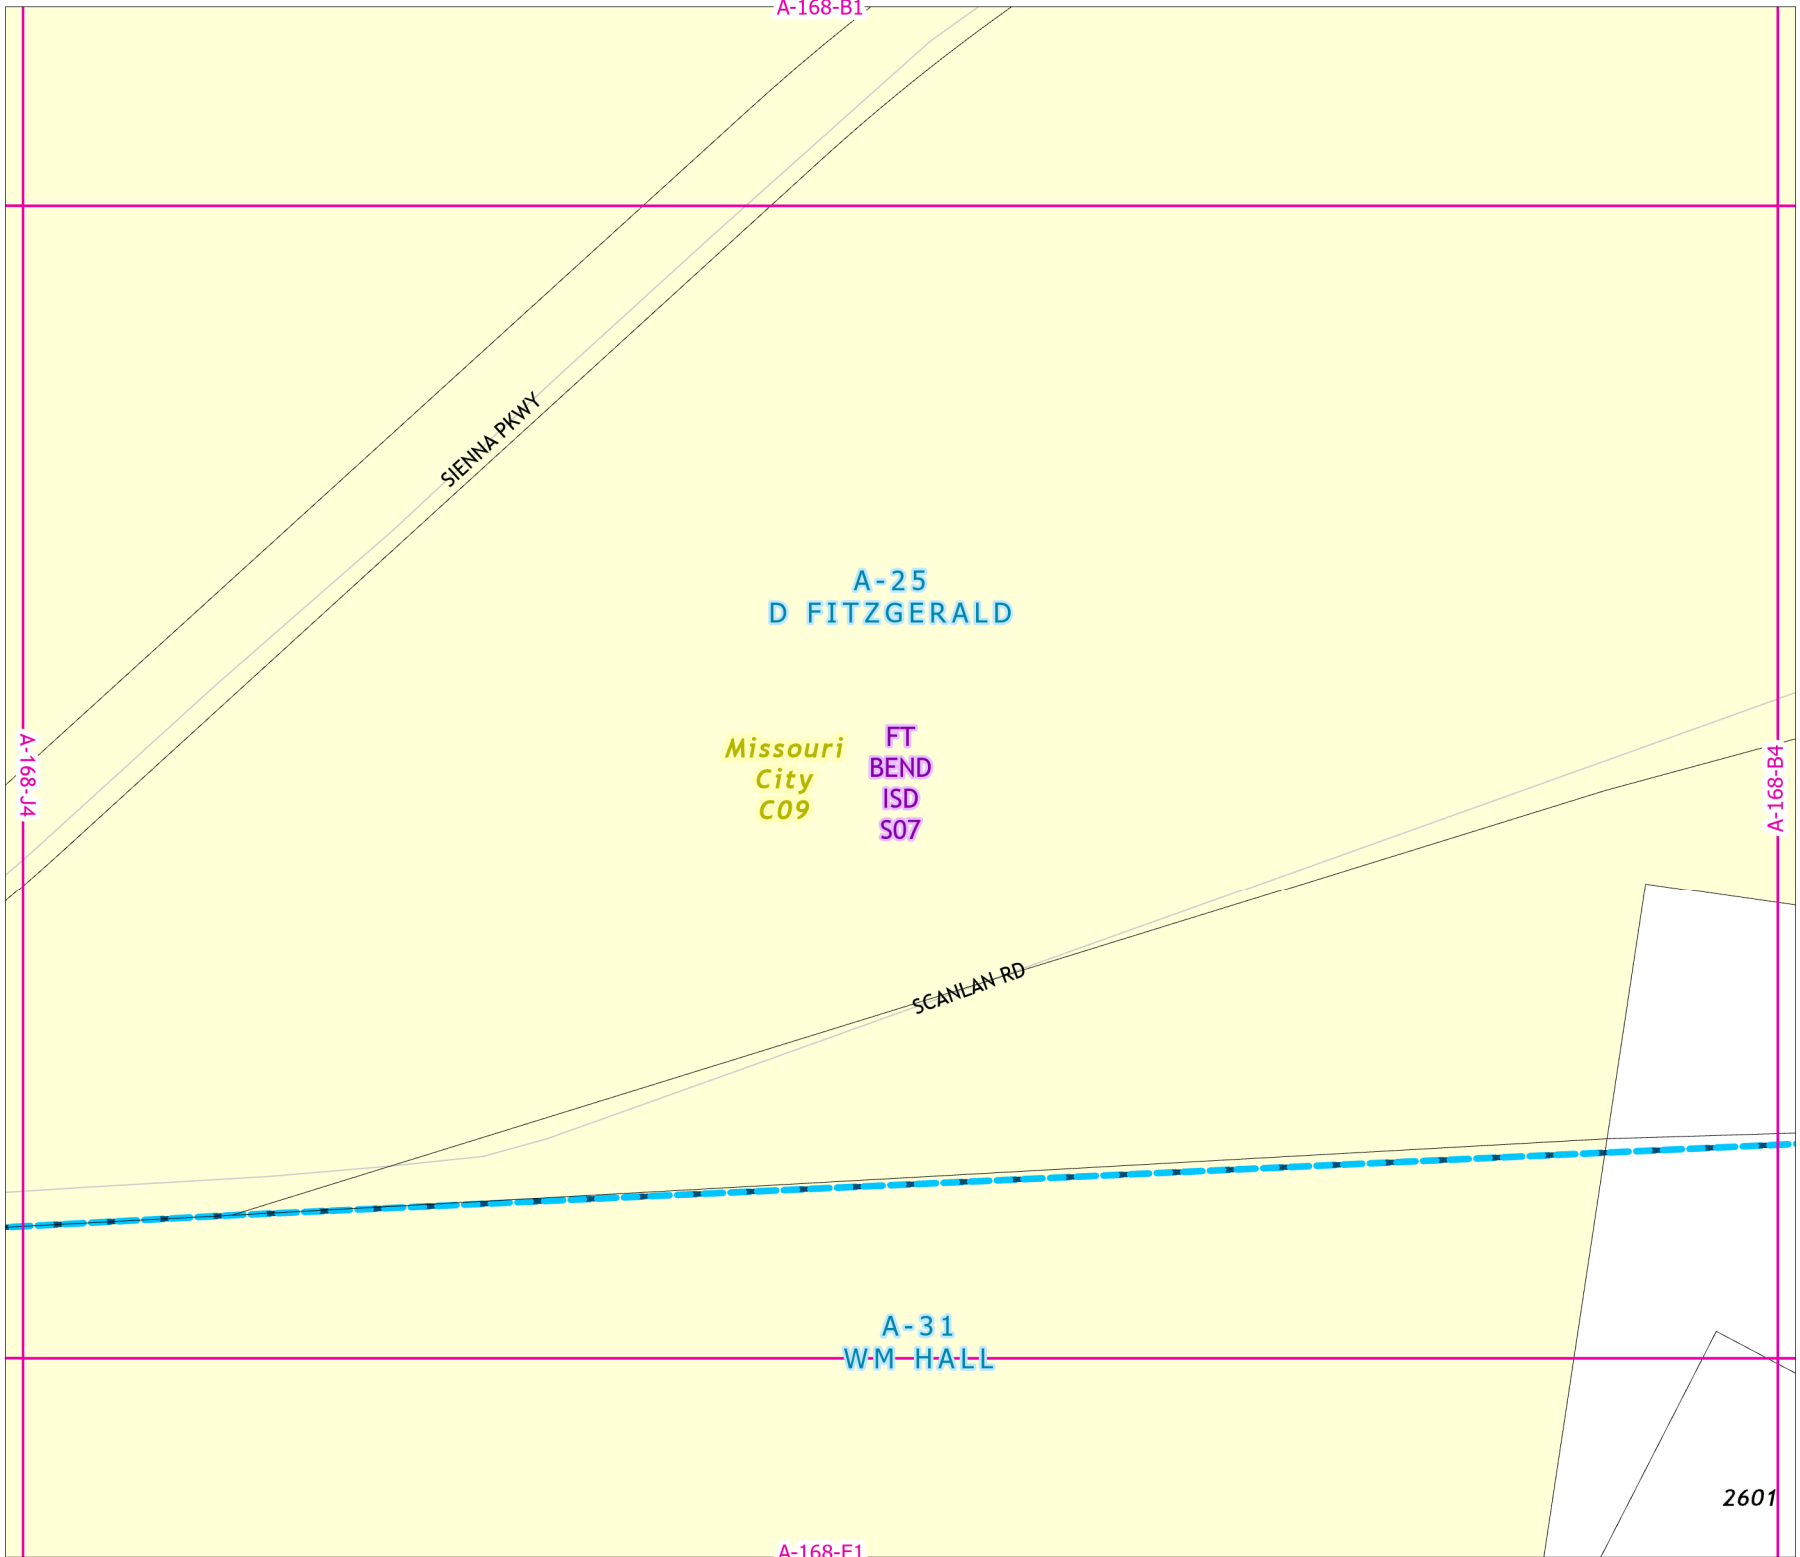 A-168-B1
SIENNA PKWY
A-25
D FITZGERALD
Missouri
City
C09
FT
BEND
ISD
S07
A-168-J4
A-168-B4
SCANLAN RD
A-31
WM HALL
2601
A-168-F1